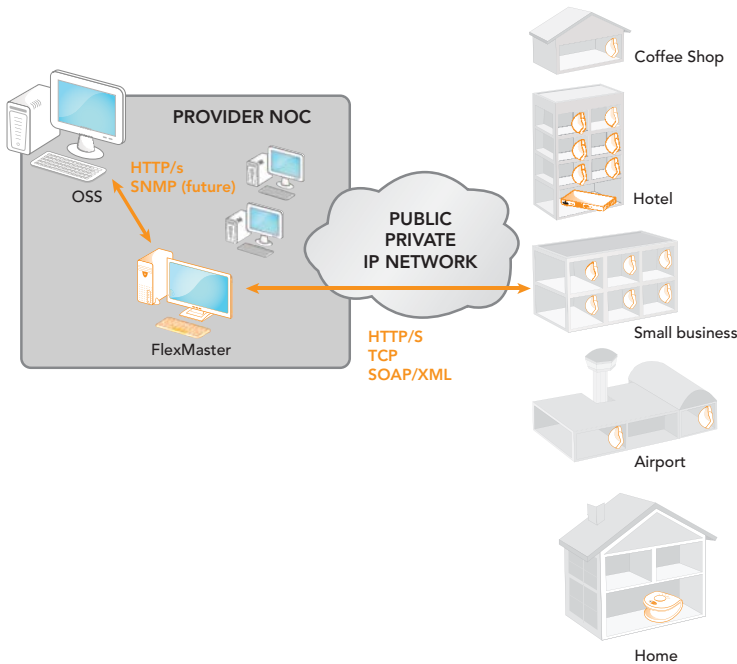 Coffee Shop
PROVIDER NOC
HTTP/s
SNMP (future)
OSS
Hotel
PUBLIC
PRIVATE
IP NETWORK
FlexMaster
HTTP/S
TCP
SOAP/XML
Small business
Airport
Home